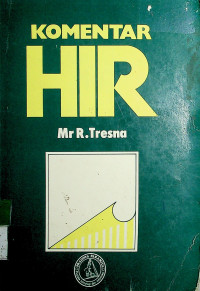 KOMENTAR
HIR
Mr R. Tresna